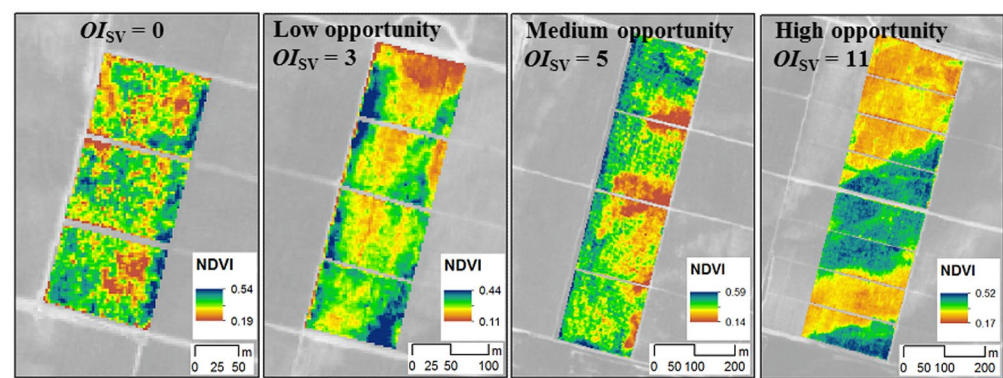 OISV = 0
NDVI
0.54
0.19
m
0 25 50
Low opportunity
OISV = 3
NDVI
0.44
0.11
m
0 25 50 100
Medium opportunity
OISV = 5
NDVI
0.59
0.14
m
0 50 100 200
High opportunity
OISV = 11
NDVI
0.52
0.17
m
0 50 100 200